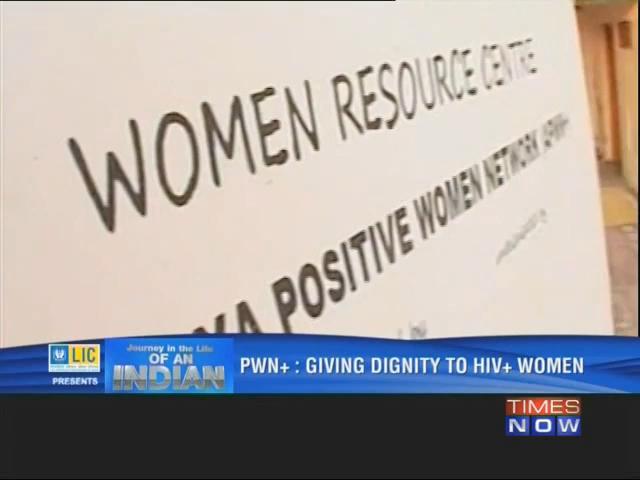 WOMEN RESOURCE CENTRE
POSITIVE WOMEN NETWORK
LIC
PRESENTS
Journey in the Life
OF AN
INDIAN
PWN+ : GIVING DIGNITY TO HIV+ WOMEN
TIMES
NOW